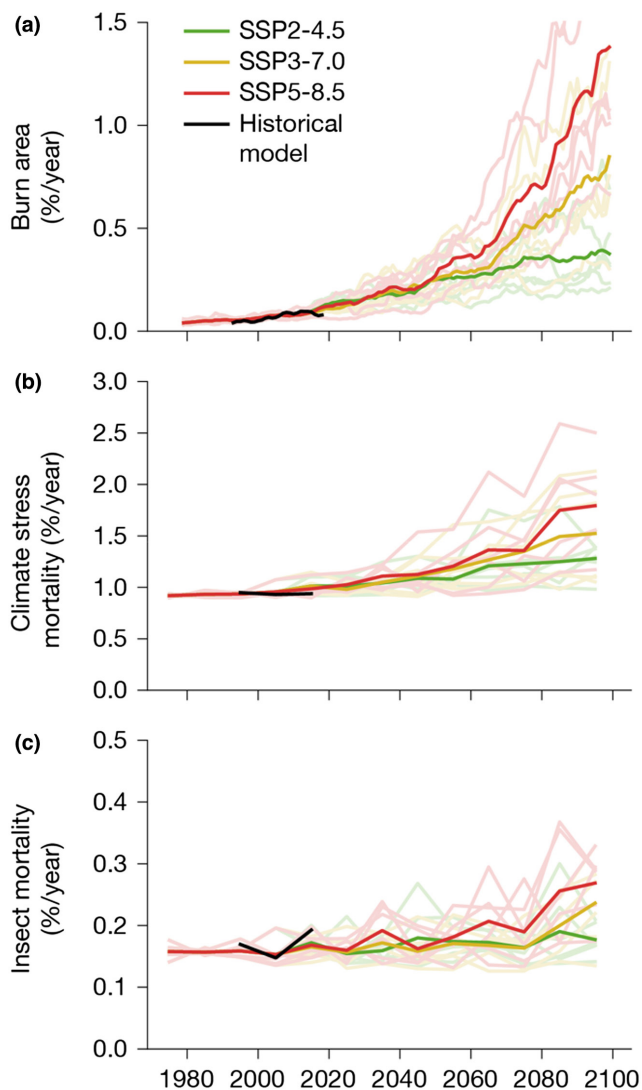 (a)
Burn area
(%/year)
1.5
1.0
0.5
0.0
SSP2-4.5
SSP3-7.0
SSP5-8.5
Historical
model
(b)
Climate stress
mortality (%/year)
3.0
2.5
2.0
1.5
1.0
0.5
0.0
(c)
Insect mortality
(%/year)
0.5
0.4
0.3
0.2
0.1
0.0
1980 2000 2020 2040 2060 2080 2100